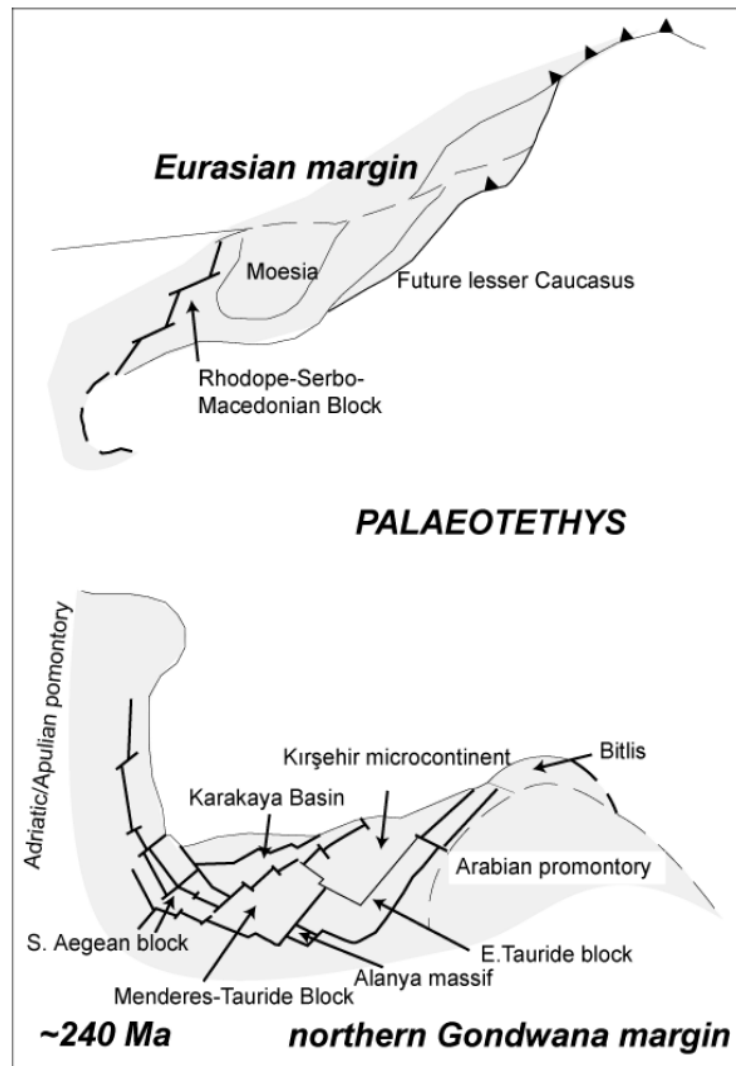 Eurasian margin
Moesia
Future lesser Caucasus
Rhodope-Serbo-
Macedonian Block
PALAEOTETHYS
Adriatic/Apulian pomontory
Kırşehir microcontinent
Bitlis
Karakaya Basin
Arabian promontory
S. Aegean block
E.Tauride block
Alanya massif
Menderes-Tauride Block
~240 Ma
northern Gondwana margin